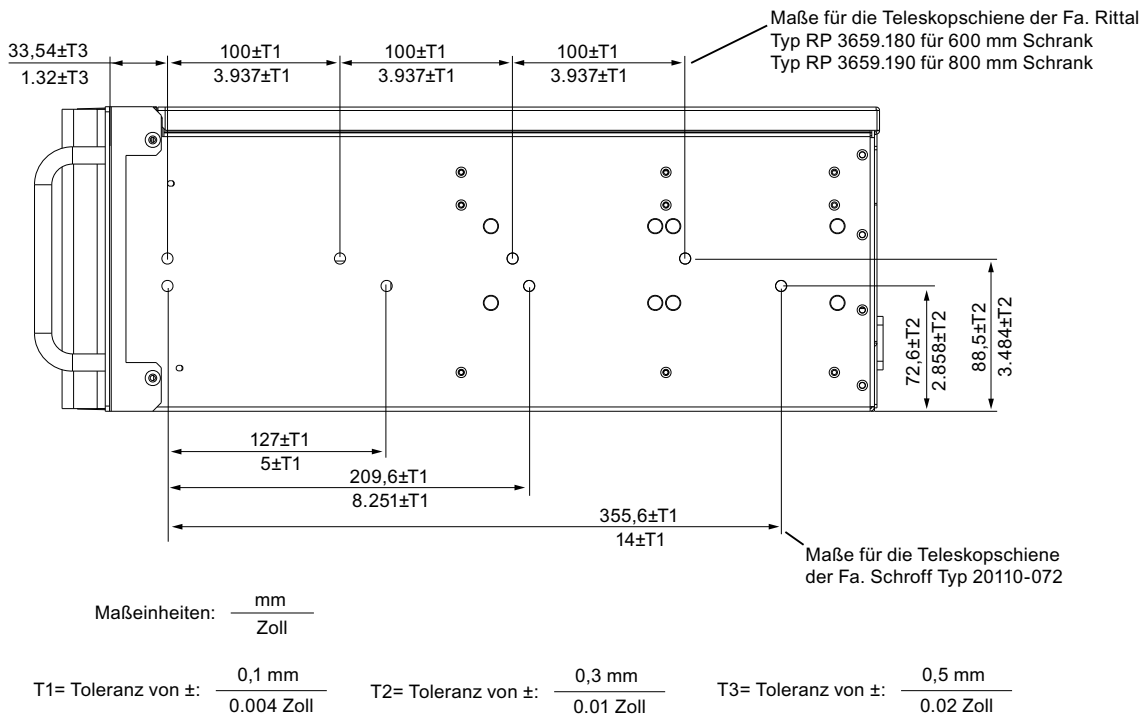 Maße für die Teleskopschiene der Fa. Rittal
Typ RP 3659.180 für 600 mm Schrank
Typ RP 3659.190 für 800 mm Schrank
33,54±T3
1.32±T3
100±T1
3.937±T1
100±T1
3.937±T1
100±T1
3.937±T1
72,6±T2
2.858±T2
88,5±T2
3.484±T2
127±T1
5±T1
209,6±T1
8.251±T1
355,6±T1
14±T1
Maße für die Teleskopschiene
der Fa. Schroff Typ 20110-072
Maßeinheiten: mm
Zoll
T1= Toleranz von ±: 0,1 mm
0.004 Zoll
T2= Toleranz von ±: 0,3 mm
0.01 Zoll
T3= Toleranz von ±: 0,5 mm
0.02 Zoll